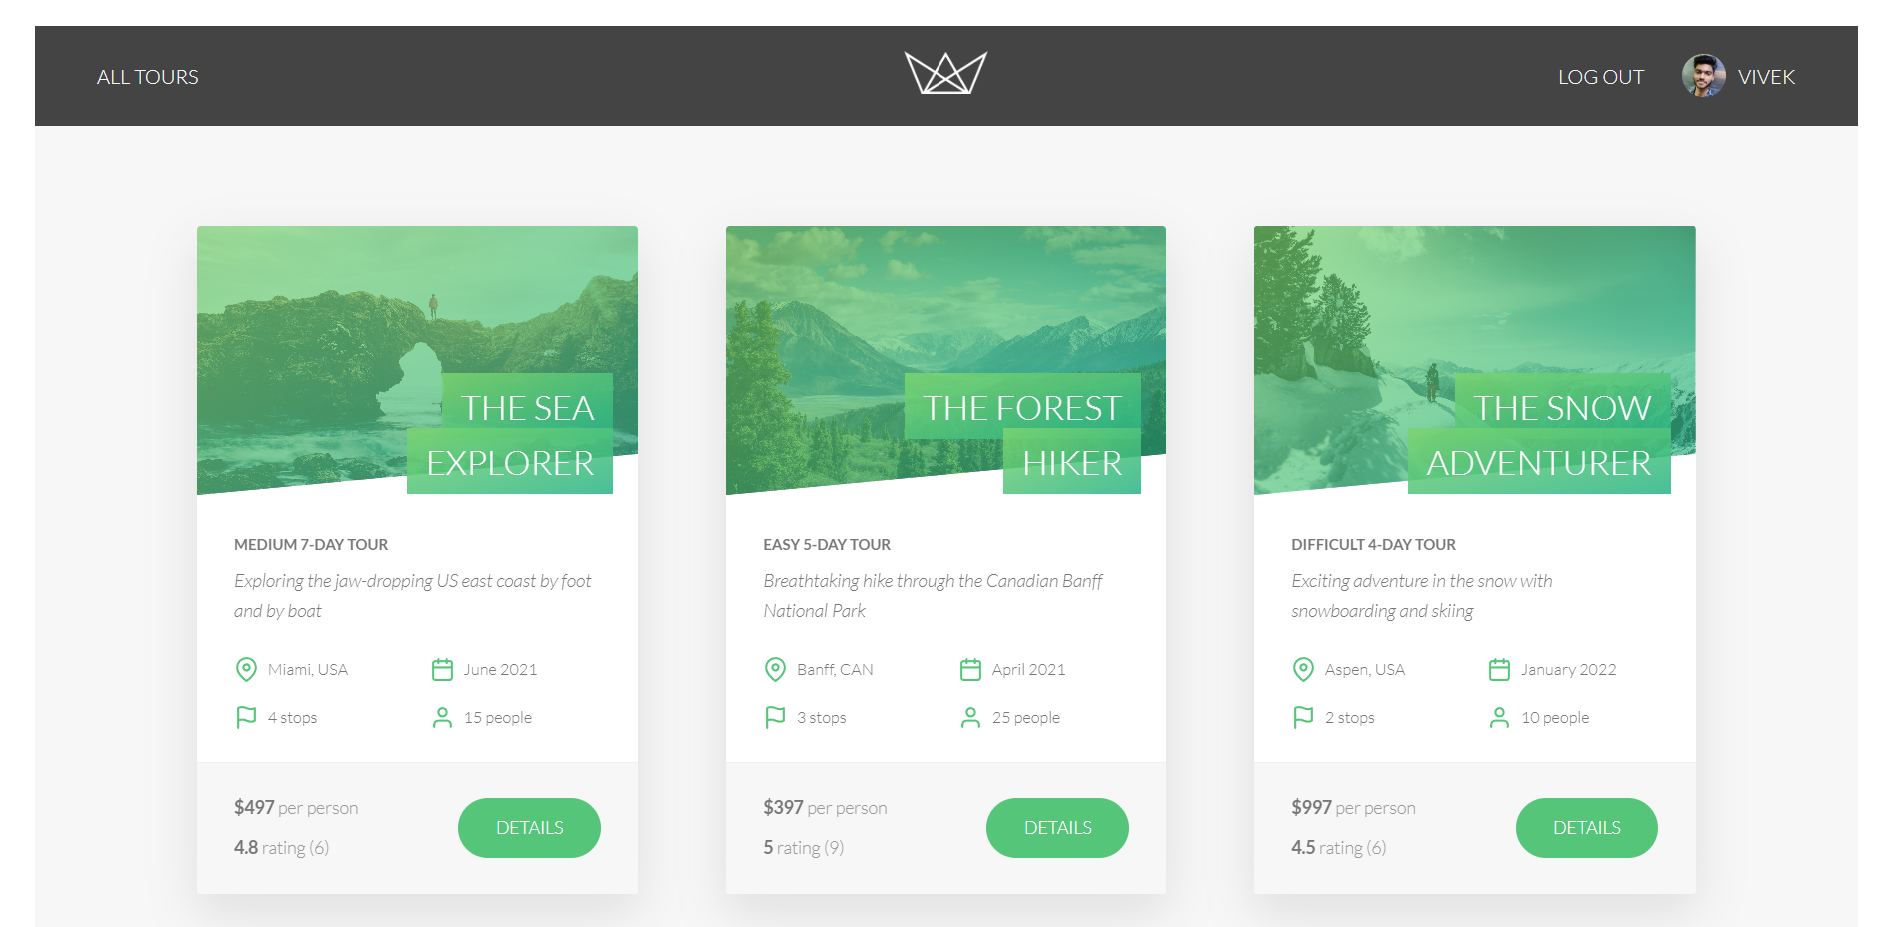 ALL TOURS
LOG OUT
VIVEK
THE SEA
EXPLORER
MEDIUM 7-DAY TOUR
Exploring the jaw-dropping US east coast by foot
and by boat
Miami, USA
June 2021
4 stops
15 people
$497 per person
4.8 rating (6)
DETAILS
THE FOREST
HIKER
EASY 5-DAY TOUR
Breathtaking hike through the Canadian Banff
National Park
Banff, CAN
April 2021
3 stops
25 people
$397 per person
5 rating (9)
DETAILS
THE SNOW
ADVENTURER
DIFFICULT 4-DAY TOUR
Exciting adventure in the snow with
snowboarding and skiing
Aspen, USA
January 2022
2 stops
10 people
$997 per person
4.5 rating (6)
DETAILS